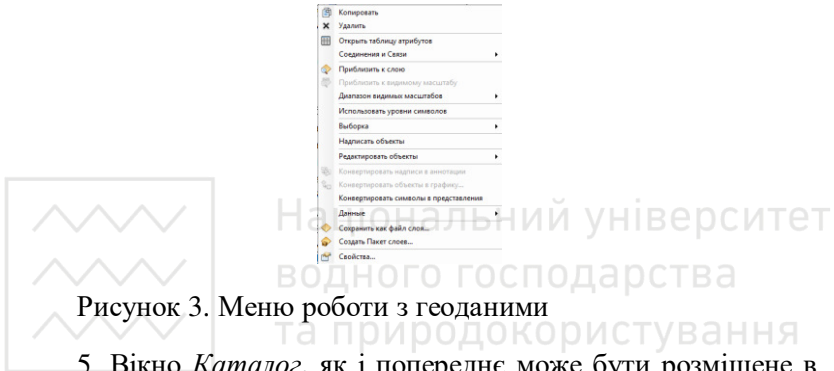 Копировать
Удалить
Открыть таблицу атрибутов
Соединения и Связи
Приблизить к слою
Приблизить к видимому масштабу
Диапазон видимых масштабов
Использовать уровни символов
Выборка
Надписать объекты
Редактировать объекты
Конвертировать надписи в аннотации
Конвертировать объекты в графику...
Конвертировать символы в представления
Данные
Сохранить как файл слоя...
Создать Пакет слоев...
Свойства...
Національний університет
водного господарства
та природокористування
Рисунок 3. Меню роботи з геоданими
5. Вікно Каталог, як і попереднє може бути розміщене в